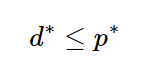 d* ≤ p*